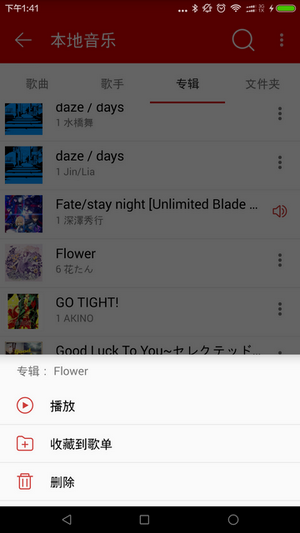 下午1:41
本地音乐
歌曲 歌手 专辑 文件夹
daze / days
1 水橋舞
daze / days
1 Jin/Lia
Fate/stay night [Unlimited Blade ...
1 深澤秀行
Flower
6 花たん
GO TIGHT!
1 AKINO
Good Luck To You~セレクテッド...
专辑： Flower
播放
收藏到歌单
删除